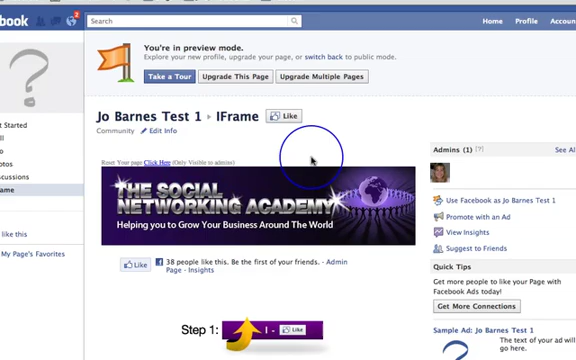 book
2
Search
Home
Profile
Accoun
You're in preview mode.
Explore your new profile, upgrade your page, or switch back to public mode.
Take a Tour
Upgrade This Page
Upgrade Multiple Pages
?
Jo Barnes Test 1 ▸ IFrame
Like
Community
Edit Info
et Started
ll
o
otos
cussions
rame
like this
My Page's Favorites
Reset Your page Click Here (Only Visible to admins)
THE SOCIAL
NETWORKING ACADEMY
Helping you to Grow Your Business Around The World
Like
38 people like this. Be the first of your friends. - Admin
Page - Insights
Step 1:
Like
Admins (1) [?]
See Al
Use Facebook as Jo Barnes Test 1
Promote with an Ad
View Insights
Suggest to Friends
Quick Tips
Get more people to like your Page with
Facebook Ads today!
Get More Connections
Sample Ad: Jo Barnes Test 1
The text of your ad will
go here.